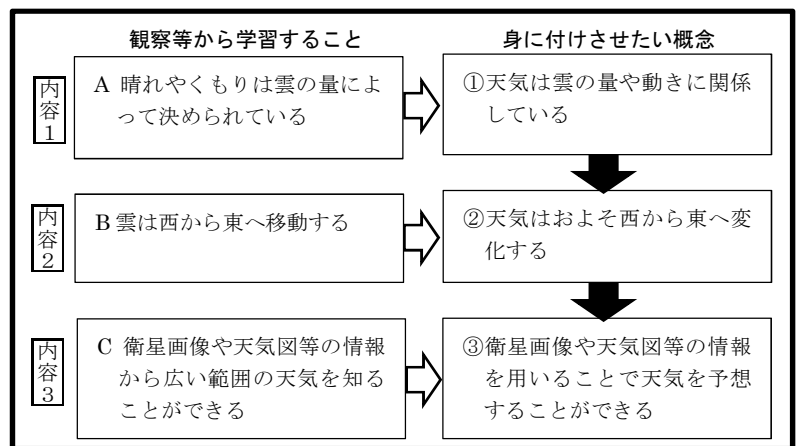 観察等から学習すること
身に付けさせたい概念
内容1
A 晴れやくもりは雲の量によ
って決められている
①天気は雲の量や動きに関係
している
内容2
B 雲は西から東へ移動する
②天気はおよそ西から東へ変
化する
内容3
C 衛星画像や天気図等の情報
から広い範囲の天気を知る
ことができる
③衛星画像や天気図等の情報
を用いることで天気を予想
することができる